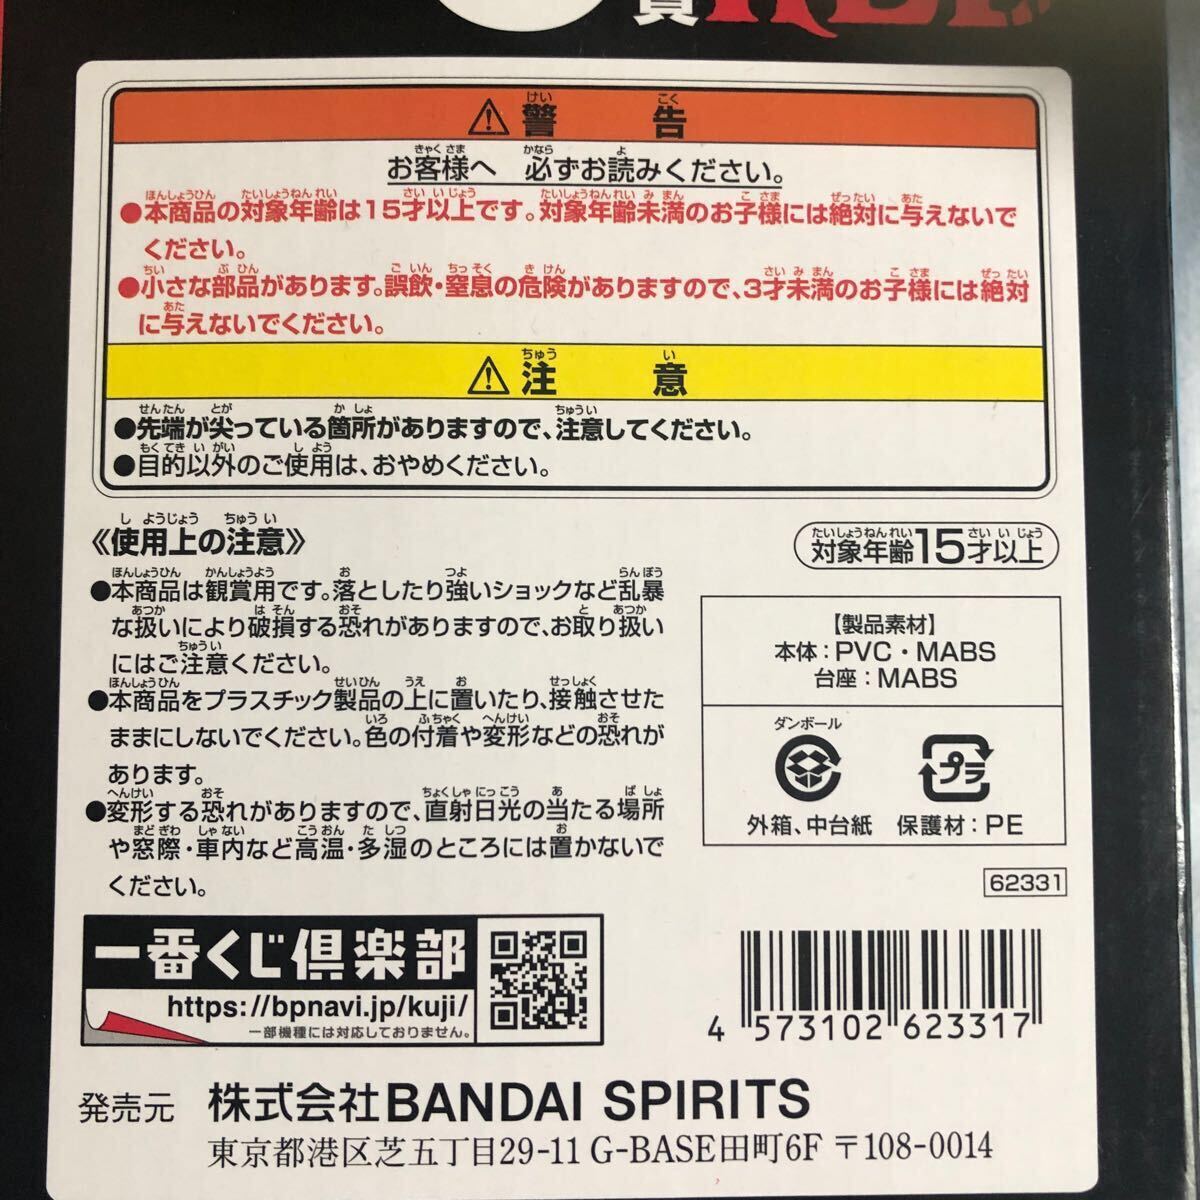 賞
警告
お客様へ 必ずお読みください。
●本商品の対象年齢は15才以上です。対象年齢未満のお子様には絶対に与えないで
ください。
●小さな部品があります。誤飲・窒息の危険がありますので、3才未満のお子様には絶対
に与えないでください。
注意
●先端が尖っている箇所がありますので、注意してください。
●目的以外のご使用は、おやめください。
《使用上の注意》
●本商品は観賞用です。落としたり強いショックなど乱暴
な扱いにより破損する恐れがありますので、お取り扱い
にはご注意ください。
●本商品をプラスチック製品の上に置いたり、接触させた
ままにしないでください。色の付着や変形などの恐れが
あります。
●変形する恐れがありますので、直射日光の当たる場所
や窓際・車内など高温・多湿のところには置かないで
ください。
対象年齢15才以上
【製品素材】
本体：PVC・MABS
台座：MABS
ダンボール
外箱、中台紙
プラ
保護材：PE
62331
一番くじ倶楽部
https://bpnavi.jp/kuji/
一部機種には対応しておりません。
4 573102 623317
発売元 株式会社BANDAI SPIRITS
東京都港区芝五丁目29-11 G-BASE田町6F 〒108-0014